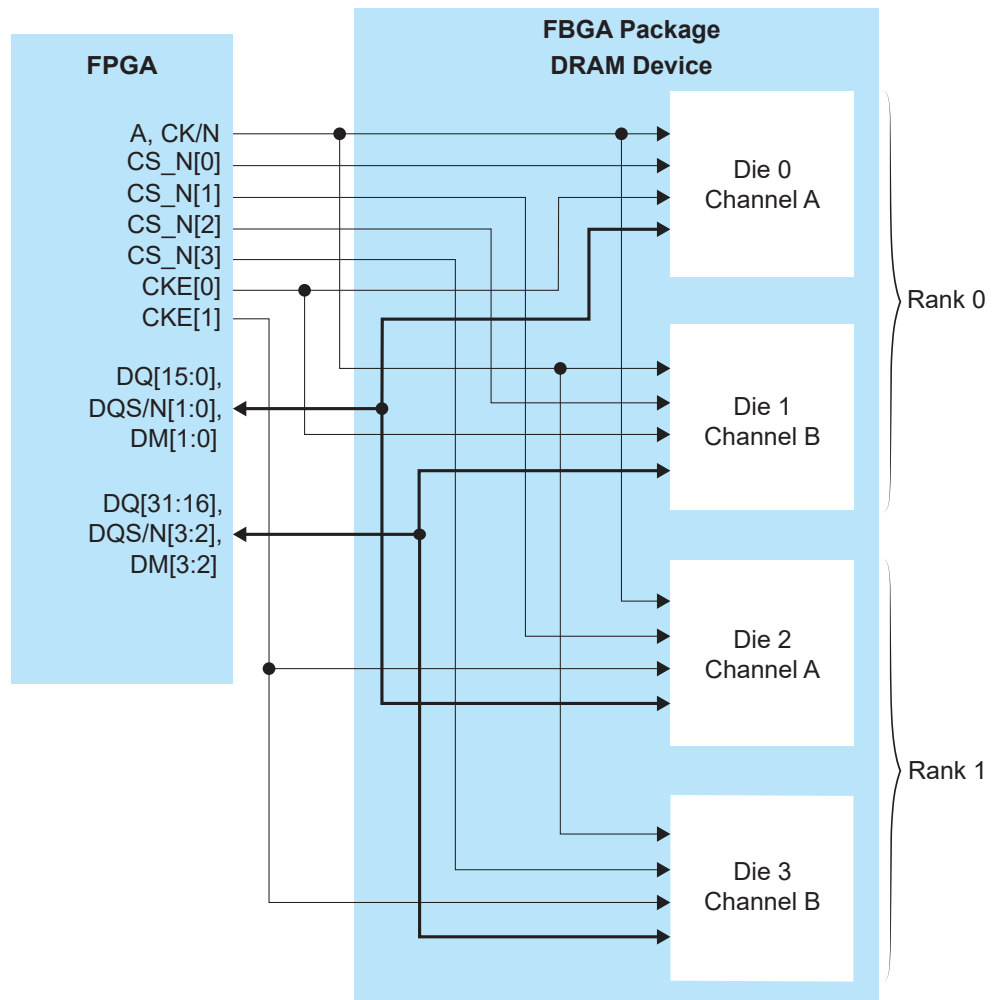 FPGA
A, CK/N
CS_N[0]
CS_N[1]
CS_N[2]
CS_N[3]
CKE[0]
CKE[1]
DQ[15:0],
DQS/N[1:0],
DM[1:0]
DQ[31:16],
DQS/N[3:2],
DM[3:2]
FBGA Package
DRAM Device
Die 0
Channel A
Die 1
Channel B
Rank 0
Die 2
Channel A
Die 3
Channel B
Rank 1